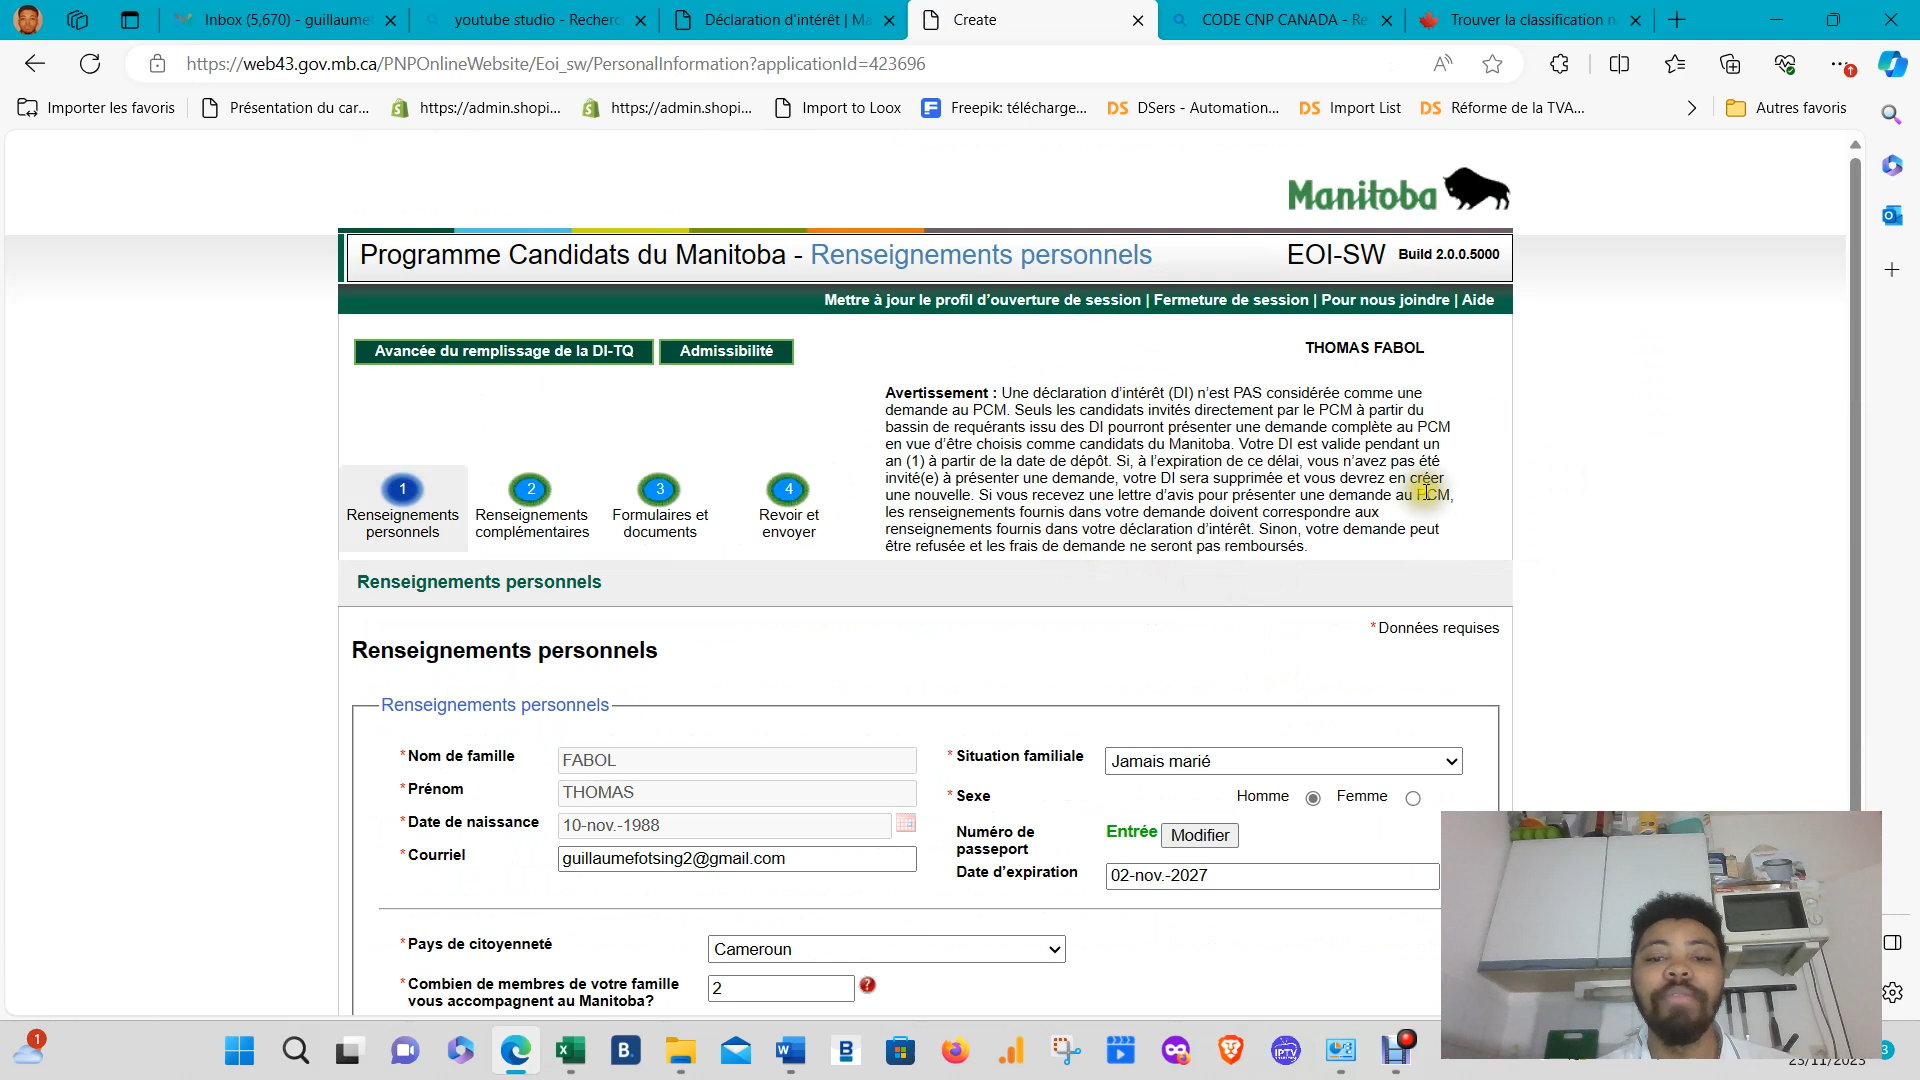 Inbox (5,670) - guillaumef
youtube studio - Recherc
Déclaration d'intérêt | Ma
Create
CODE CNP CANADA - Re
Trouver la classification n
https://web43.gov.mb.ca/PNPOnlineWebsite/Eoi_sw/PersonalInformation?applicationId=423696
Importer les favoris
Présentation du car...
https://admin.shopi...
https://admin.shopi...
Import to Loox
Freepik: télécharge...
DS DSers - Automation...
DS Import List
DS Réforme de la TVA...
Autres favoris
Manitoba
Programme Candidats du Manitoba - Renseignements personnels
EOI-SW Build 2.0.0.5000
Mettre à jour le profil d'ouverture de session | Fermeture de session | Pour nous joindre | Aide
Avancée du remplissage de la DI-TQ
Admissibilité
THOMAS FABOL
Avertissement : Une déclaration d'intérêt (DI) n'est PAS considérée comme une
demande au PCM. Seuls les candidats invités directement par le PCM à partir du
bassin de requérants issu des DI pourront présenter une demande complète au PCM
en vue d'être choisis comme candidats du Manitoba. Votre DI est valide pendant un
an (1) à partir de la date de dépôt. Si, à l'expiration de ce délai, vous n'avez pas été
invité(e) à présenter une demande, votre DI sera supprimée et vous devrez en créer
une nouvelle. Si vous recevez une lettre d'avis pour présenter une demande au PCM,
les renseignements fournis dans votre demande doivent correspondre aux
renseignements fournis dans votre déclaration d'intérêt. Sinon, votre demande peut
être refusée et les frais de demande ne seront pas remboursés.
1
Renseignements
personnels
2
Renseignements
complémentaires
3
Formulaires et
documents
4
Revoir et
envoyer
Renseignements personnels
*Données requises
Renseignements personnels
Renseignements personnels
*Nom de famille
FABOL
*Prénom
THOMAS
*Date de naissance
10-nov.-1988
*Courriel
guillaumefotsing2@gmail.com
* Situation familiale
Jamais marié
* Sexe
Homme
Femme
Numéro de
passeport
Entrée
Modifier
Date d'expiration
02-nov.-2027
*Pays de citoyenneté
Cameroun
*Combien de membres de votre famille
vous accompagnent au Manitoba?
2
?
1
B.
B
IPTV
3